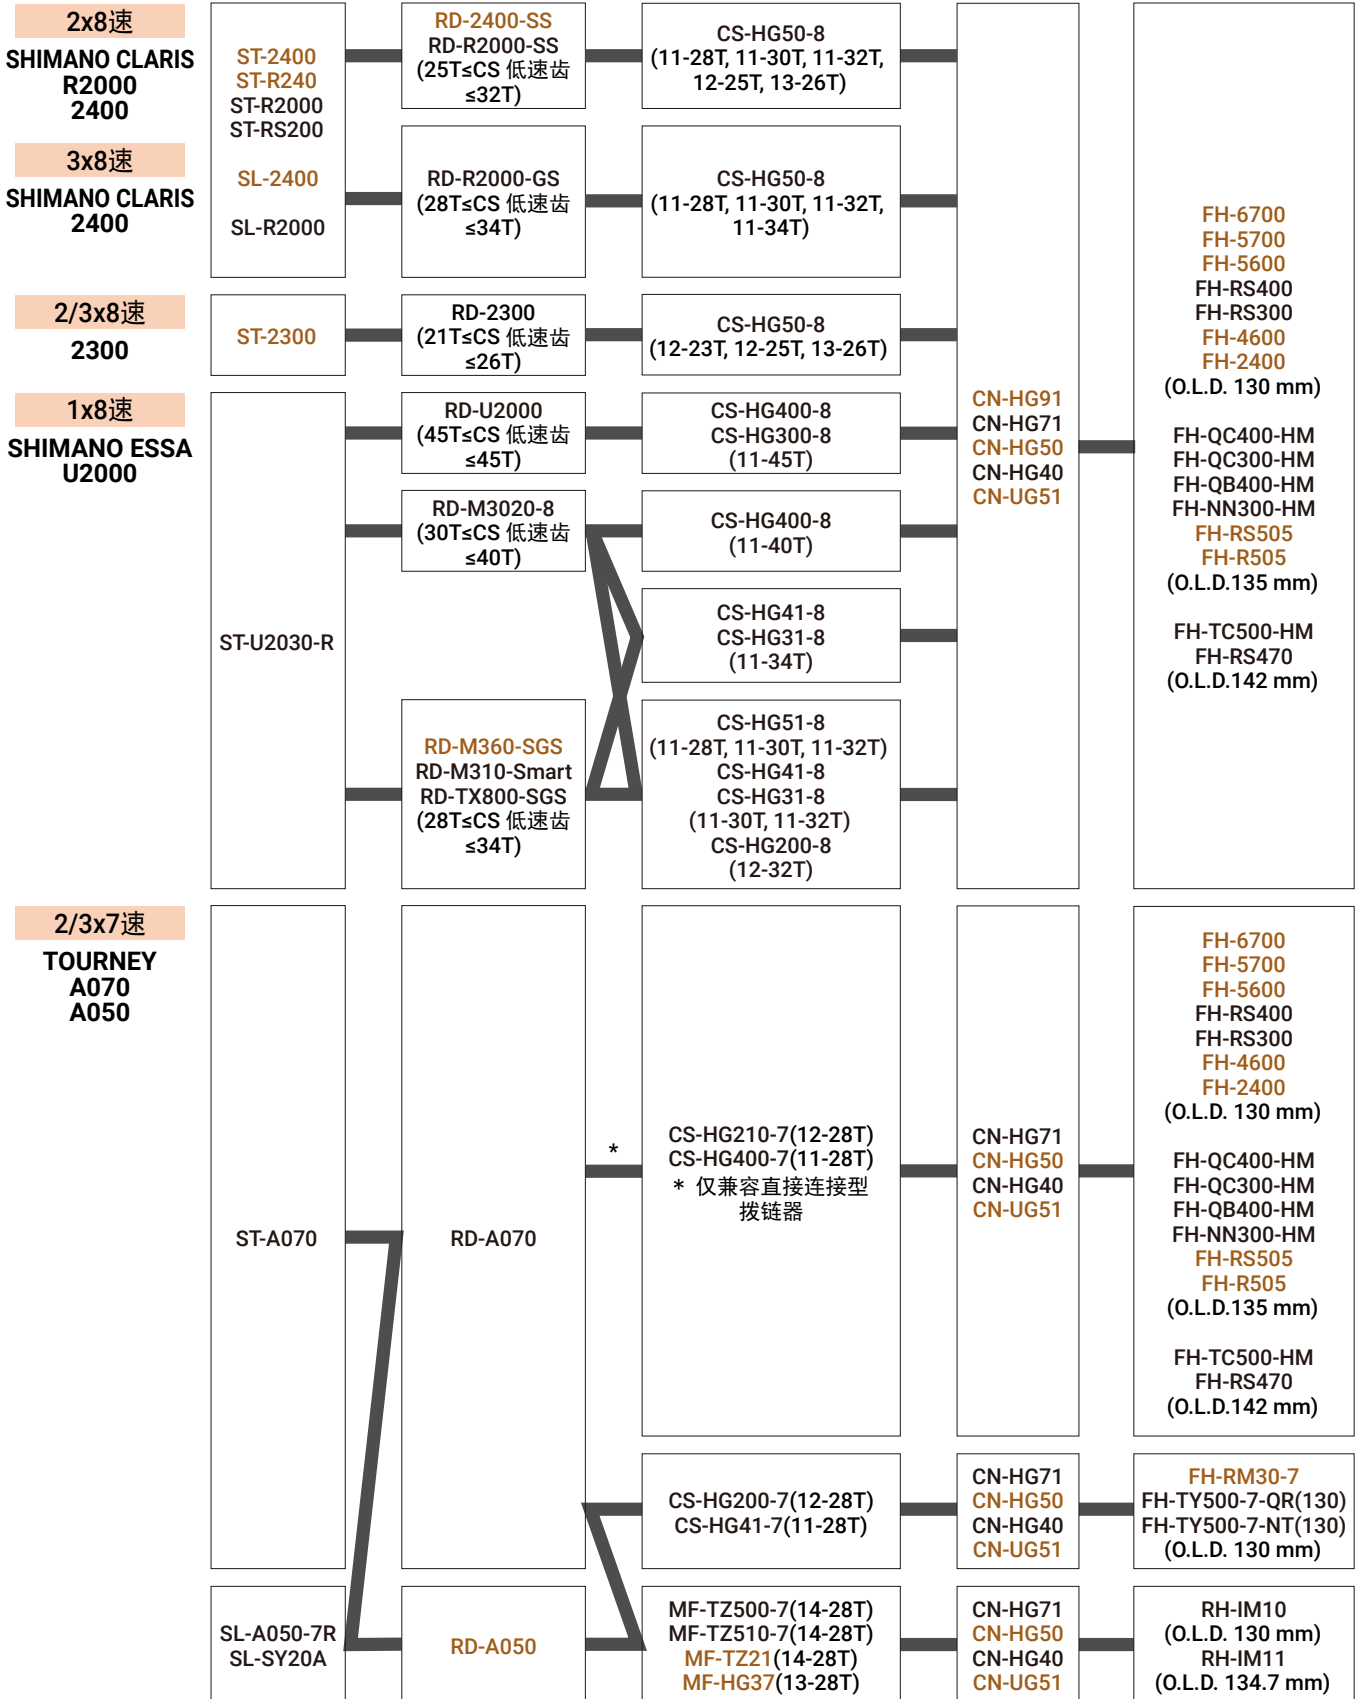 2x8速
SHIMANO CLARIS
R2000
2400
3x8速
SHIMANO CLARIS
2400
ST-2400
ST-R240
ST-R2000
ST-RS200
SL-2400
SL-R2000
RD-2400-SS
RD-R2000-SS
(25T≤CS 低速齿
≤32T)
CS-HG50-8
(11-28T, 11-30T, 11-32T,
12-25T, 13-26T)
RD-R2000-GS
(28T≤CS 低速齿
≤34T)
CS-HG50-8
(11-28T, 11-30T, 11-32T,
11-34T)
2/3x8速
2300
ST-2300
RD-2300
(21T≤CS 低速齿
≤26T)
CS-HG50-8
(12-23T, 12-25T, 13-26T)
1x8速
SHIMANO ESSA
U2000
ST-U2030-R
RD-U2000
(45T≤CS 低速齿
≤45T)
CS-HG400-8
CS-HG300-8
(11-45T)
RD-M3020-8
(30T≤CS 低速齿
≤40T)
CS-HG400-8
(11-40T)
CS-HG41-8
CS-HG31-8
(11-34T)
RD-M360-SGS
RD-M310-Smart
RD-TX800-SGS
(28T≤CS 低速齿
≤34T)
CS-HG51-8
(11-28T, 11-30T, 11-32T)
CS-HG41-8
CS-HG31-8
(11-30T, 11-32T)
CS-HG200-8
(12-32T)
CN-HG91
CN-HG71
CN-HG50
CN-HG40
CN-UG51
FH-6700
FH-5700
FH-5600
FH-RS400
FH-RS300
FH-4600
FH-2400
(O.L.D. 130 mm)
FH-QC400-HM
FH-QC300-HM
FH-QB400-HM
FH-NN300-HM
FH-RS505
FH-R505
(O.L.D.135 mm)
FH-TC500-HM
FH-RS470
(O.L.D.142 mm)
2/3x7速
TOURNEY
A070
A050
ST-A070
RD-A070
*
CS-HG210-7(12-28T)
CS-HG400-7(11-28T)
* 仅兼容直接连接型
拨链器
CN-HG71
CN-HG50
CN-HG40
CN-UG51
FH-6700
FH-5700
FH-5600
FH-RS400
FH-RS300
FH-4600
FH-2400
(O.L.D. 130 mm)
FH-QC400-HM
FH-QC300-HM
FH-QB400-HM
FH-NN300-HM
FH-RS505
FH-R505
(O.L.D.135 mm)
FH-TC500-HM
FH-RS470
(O.L.D.142 mm)
CS-HG200-7(12-28T)
CS-HG41-7(11-28T)
CN-HG71
CN-HG50
CN-HG40
CN-UG51
FH-RM30-7
FH-TY500-7-QR(130)
FH-TY500-7-NT(130)
(O.L.D. 130 mm)
SL-A050-7R
SL-SY20A
RD-A050
MF-TZ500-7(14-28T)
MF-TZ510-7(14-28T)
MF-TZ21(14-28T)
MF-HG37(13-28T)
CN-HG71
CN-HG50
CN-HG40
CN-UG51
RH-IM10
(O.L.D. 130 mm)
RH-IM11
(O.L.D. 134.7 mm)